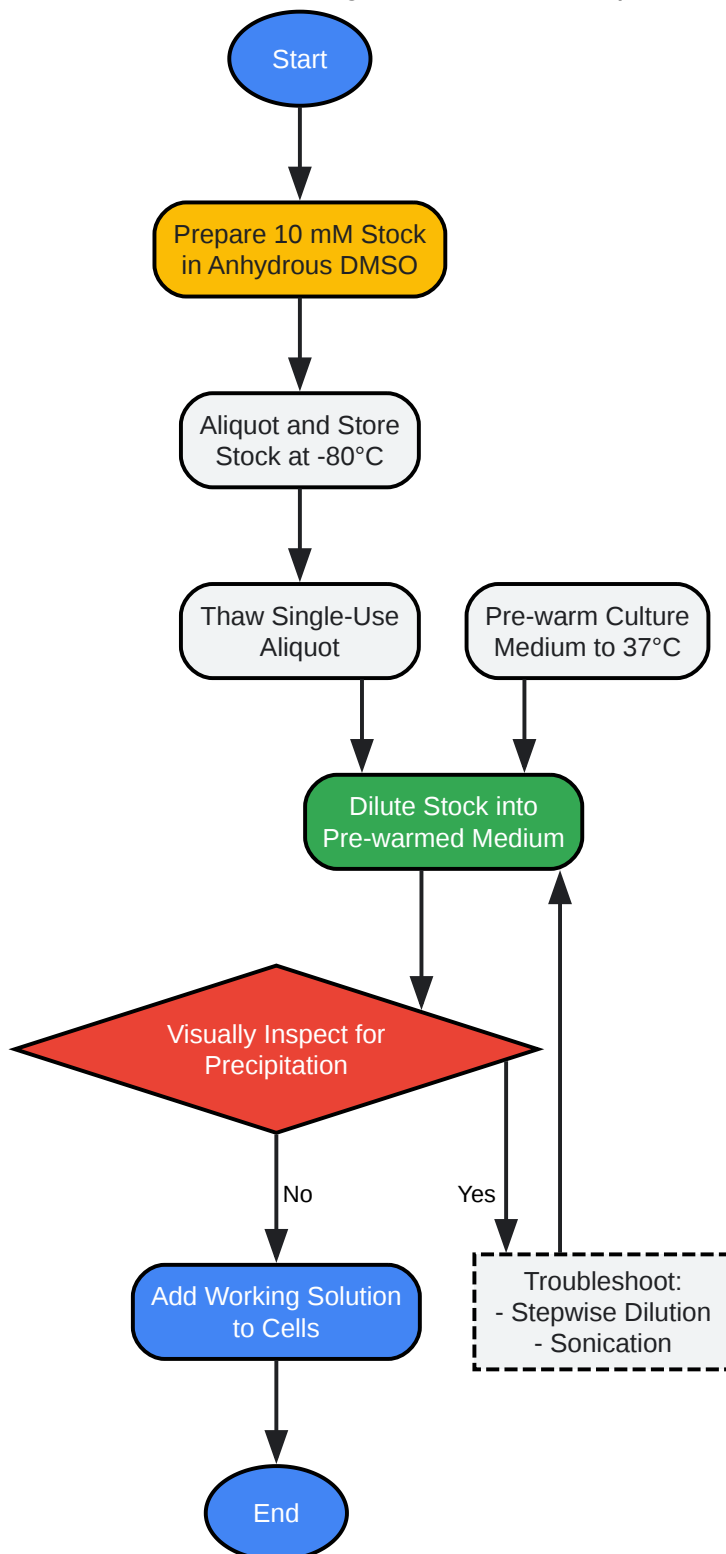 Start
Prepare 10 mM Stock
in Anhydrous DMSO
Aliquot and Store
Stock at -80°C
Thaw Single-Use
Aliquot
Pre-warm Culture
Medium to 37°C
Dilute Stock into
Pre-warmed Medium
Visually Inspect for
Precipitation
No
Yes
Add Working Solution
to Cells
Troubleshoot:
- Stepwise Dilution
- Sonication
End